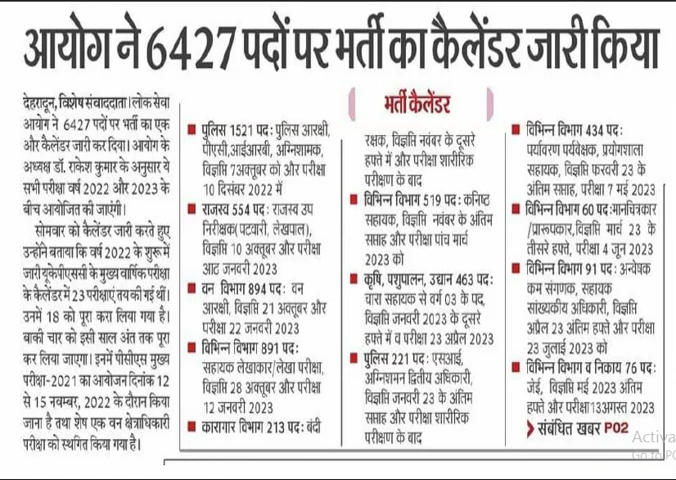 आयोग ने 6427 पदों पर भर्ती का कैलेंडर जारी किया
देहरादून, विशेष संवाददाता। लोक सेवा
आयोग ने 6427 पदों पर भर्ती का एक
और कैलेंडर जारी कर दिया। आयोग के
अध्यक्ष डॉ. राकेश कुमार के अनुसार ये
सभी परीक्षा वर्ष 2022 और 2023 के
बीच आयोजित की जाएंगी।
सोमवार को कैलेंडर जारी करते हुए
उन्होंने बताया कि वर्ष 2022 के शुरू में
जारी यूकेपीएससी के मुख्य वार्षिक परीक्षा
के कैलेंडर में 23 परीक्षाएं तय की गई थीं।
उनमें 18 को पूरा करा लिया गया है।
बाकी चार को इसी साल अंत तक पूरा
कर लिया जाएगा। इनमें पीसीएस मुख्य
परीक्षा-2021 का आयोजन दिनांक 12
से 15 नवम्बर, 2022 के दौरान किया
जाना है तथा शेष एक वन क्षेत्राधिकारी
परीक्षा को स्थगित किया गया है।
भर्ती कैलेंडर
पुलिस 1521 पद: पुलिस आरक्षी,
पीएसी,आईआरबी, अग्निशामक,
विज्ञप्ति 7अक्तूबर को और परीक्षा
10 दिसंबर 2022 में
राजस्व 554 पद: राजस्व उप
निरीक्षक(पटवारी, लेखपाल),
विज्ञप्ति 10 अक्तूबर और परीक्षा
आठ जनवरी 2023
वन विभाग 894 पद: वन
आरक्षी, विज्ञप्ति 21 अक्तूबर और
परीक्षा 22 जनवरी 2023
विभिन्न विभाग 891 पद:
सहायक लेखाकार/लेखा परीक्षा,
विज्ञप्ति 28 अक्तूबर और परीक्षा
12 जनवरी 2023
कारागार विभाग 213 पद: बंदी
रक्षक, विज्ञप्ति नवंबर के दूसरे
हफ्ते में और परीक्षा शारीरिक
परीक्षण के बाद
विभिन्न विभाग 519 पद: कनिष्ट
सहायक, विज्ञप्ति नवंबर के अंतिम
सप्ताह और परीक्षा पांच मार्च
2023 को
कृषि, पशुपालन, उद्यान 463 पद:
चारा सहायक से वर्ग 03 के पद,
विज्ञप्ति जनवरी 2023 के दूसरे
हफ्ते में व परीक्षा 23 अप्रैल 2023
पुलिस 221 पद: एसआई,
अग्निशमन द्वितीय अधिकारी,
विज्ञप्ति जनवरी 23 के अंतिम
सप्ताह और परीक्षा शारीरिक
परीक्षण के बाद
विभिन्न विभाग 434 पद:
पर्यावरण पर्यवेक्षक, प्रयोगशाला
सहायक, विज्ञप्ति फरवरी 23 के
अंतिम सप्ताह, परीक्षा 7 मई 2023
विभिन्न विभाग 60 पद:मानचित्रकार
/प्रारूपकार,विज्ञप्ति मार्च 23 के
तीसरे हफ्ते, परीक्षा 4 जून 2023
विभिन्न विभाग 91 पद: अन्वेषक
कम संगणक, सहायक
सांख्यकीय अधिकारी, विज्ञप्ति
अप्रैल 23 अंतिम हफ्ते और परीक्षा
23 जुलाई 2023 को
विभिन्न विभाग व निकाय 76 पद:
जेई, विज्ञप्ति मई 2023 अंतिम
हफ्ते और परीक्षा13अगस्त 2023
संबंधित खबर P02
Activa
Go to PC